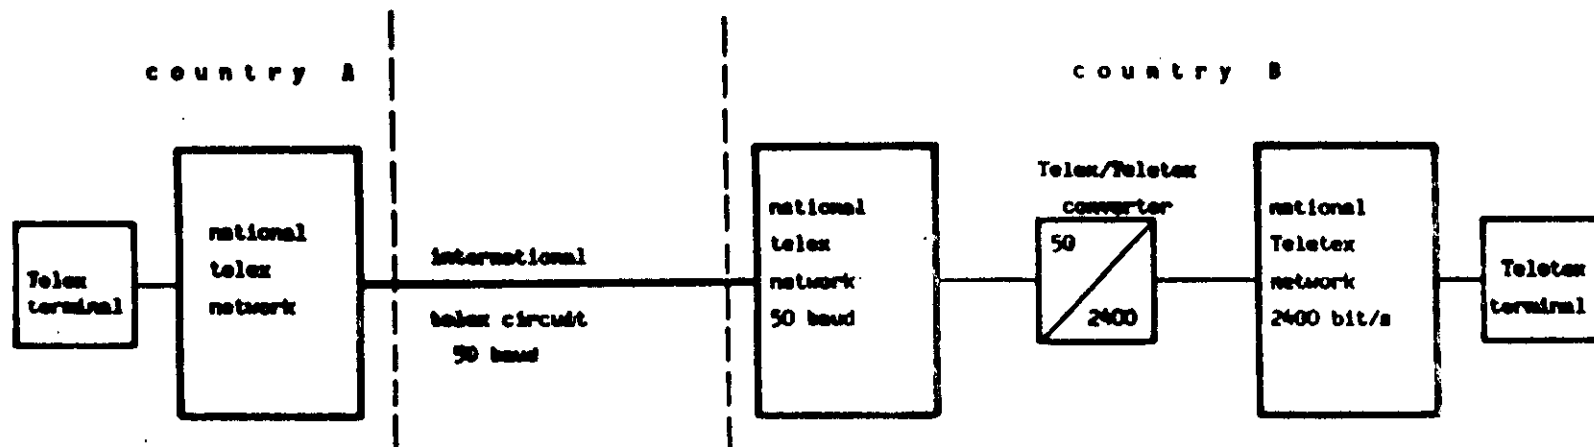 country A
country B
Telex
terminal
national
telex
network
international
telex circuit
50 baud
national
telex
network
50 baud
Telex/Teletex
converter
50
2400
national
Teletex
network
2400 bit/s
Teletex
terminal